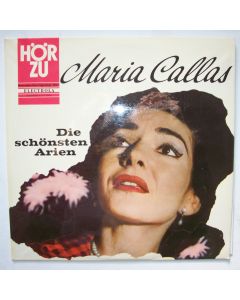 HÖR
ZU
ELECTROLA
Maria Callas
Die
schönsten
Arien